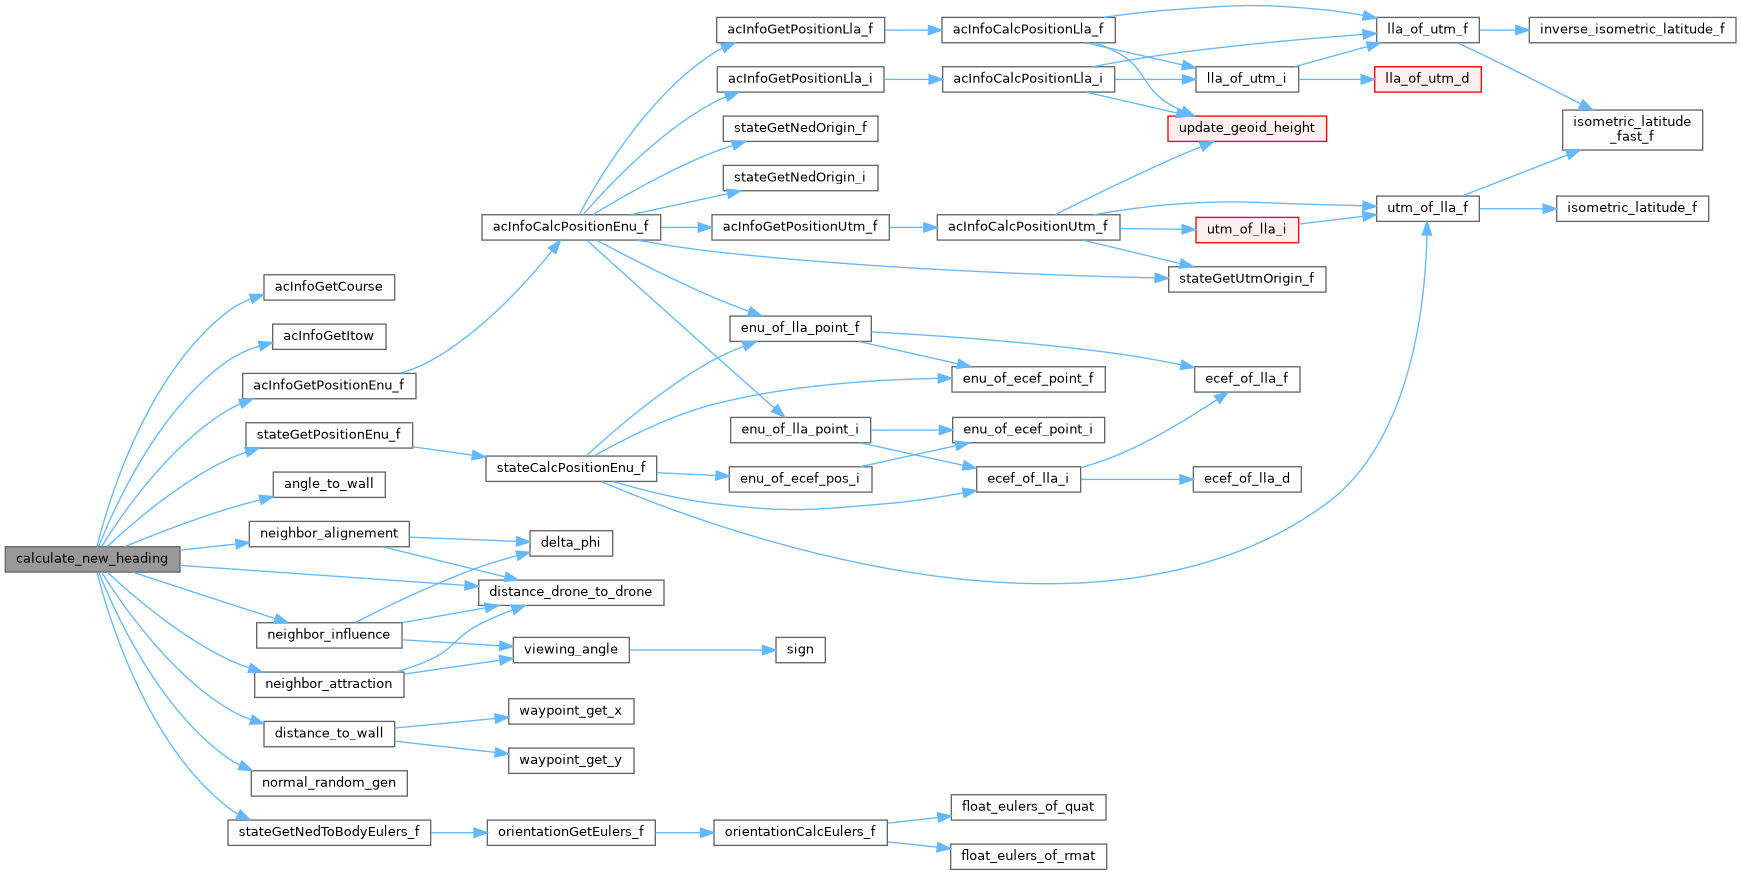 calculate_new_heading
acInfoGetCourse
acInfoGetItow
acInfoGetPositionEnu_f
stateGetPositionEnu_f
angle_to_wall
neighbor_alignement
neighbor_influence
neighbor_attraction
distance_to_wall
normal_random_gen
stateGetNedToBodyEulers_f
acInfoCalcPositionEnu_f
stateCalcPositionEnu_f
delta_phi
distance_drone_to_drone
viewing_angle
waypoint_get_x
waypoint_get_y
orientationGetEulers_f
acInfoGetPositionLla_f
acInfoGetPositionLla_i
stateGetNedOrigin_f
stateGetNedOrigin_i
acInfoGetPositionUtm_f
enu_of_lla_point_f
enu_of_lla_point_i
enu_of_ecef_pos_i
sign
orientationCalcEulers_f
acInfoCalcPositionLla_f
acInfoCalcPositionLla_i
acInfoCalcPositionUtm_f
enu_of_ecef_point_f
enu_of_ecef_point_i
ecef_of_lla_i
float_eulers_of_quat
float_eulers_of_rmat
lla_of_utm_i
update_geoid_height
utm_of_lla_i
stateGetUtmOrigin_f
ecef_of_lla_f
ecef_of_lla_d
lla_of_utm_f
lla_of_utm_d
utm_of_lla_f
inverse_isometric_latitude_f
isometric_latitude
_fast_f
isometric_latitude_f